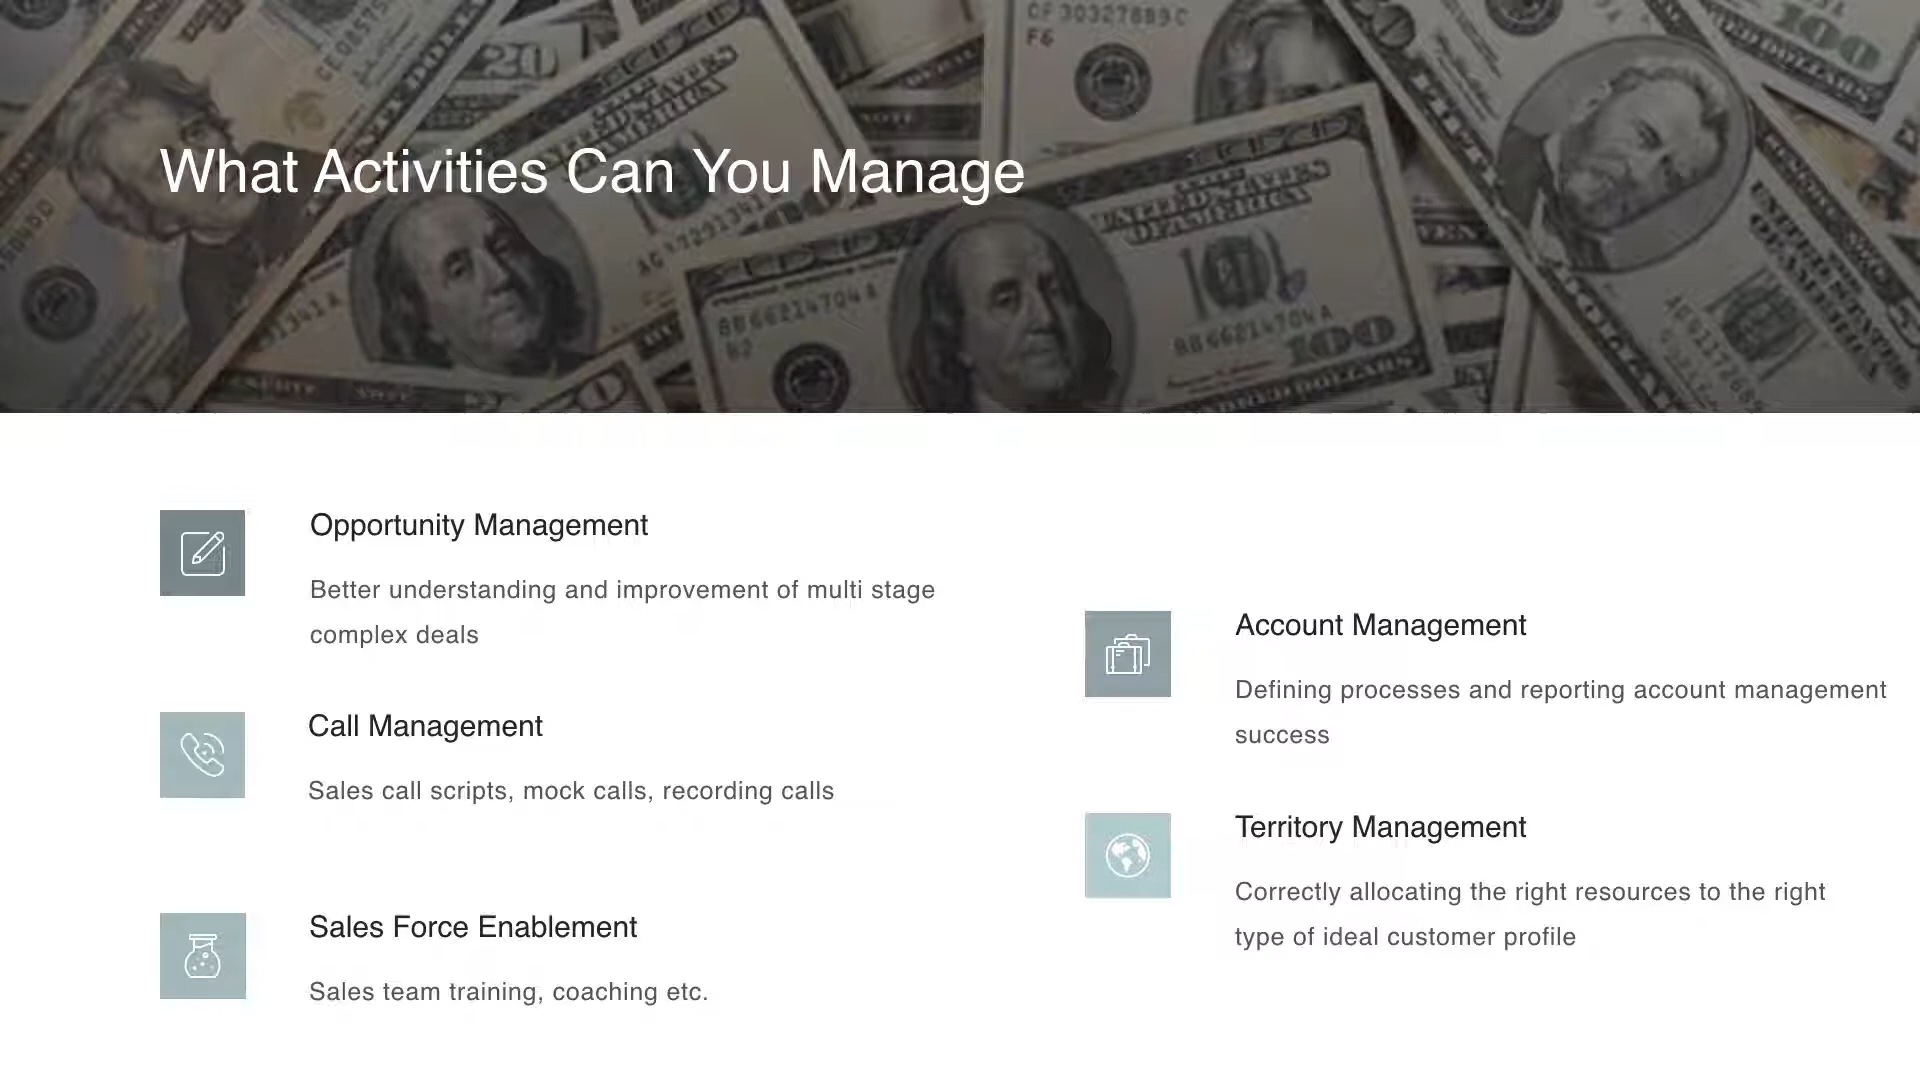 What Activities Can You Manage
Opportunity Management
Better understanding and improvement of multi stage
complex deals
Call Management
Sales call scripts, mock calls, recording calls
Sales Force Enablement
Sales team training, coaching etc.
Account Management
Defining processes and reporting account management
success
Territory Management
Correctly allocating the right resources to the right
type of ideal customer profile